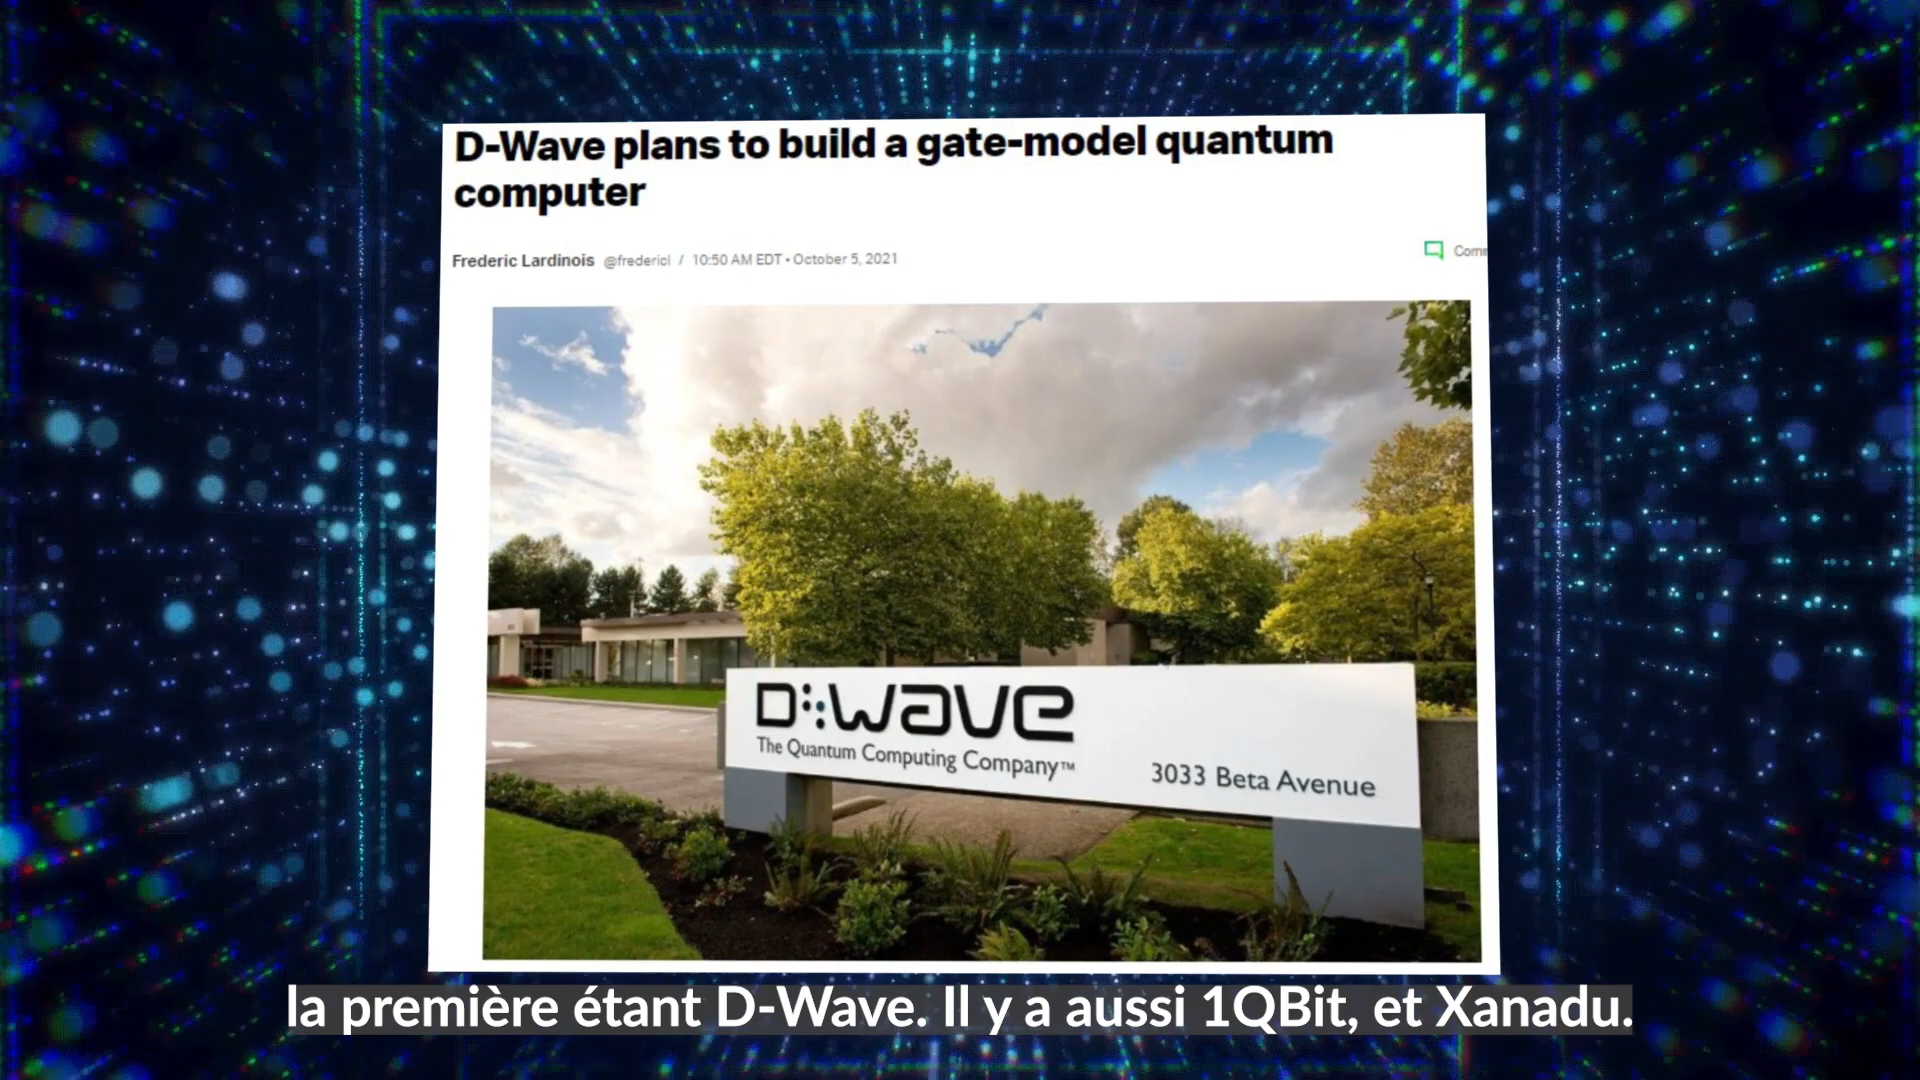 D-Wave plans to build a gate-model quantum
computer
Frederic Lardinois @fredericl / 10:50 AM EDT • October 5, 2021
Com
D:Wave
The Quantum Computing Company™
3033 Beta Avenue
la première étant D-Wave. Il y a aussi 1QBit, et Xanadu.